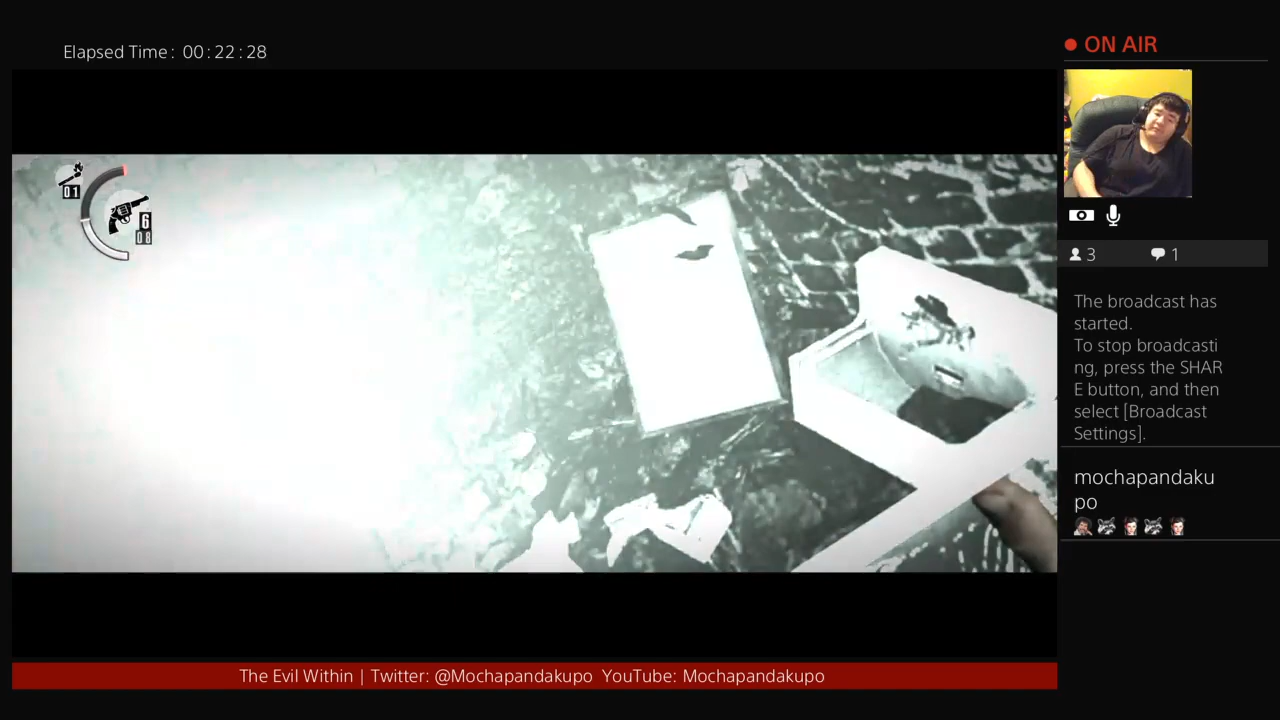 Elapsed Time: 00:22:28
ON AIR
01
6
08
3
1
The broadcast has
started.
To stop broadcasti
ng, press the SHAR
E button, and then
select [Broadcast
Settings].
mochapandaku
po
The Evil Within | Twitter: @Mochapandakupo YouTube: Mochapandakupo